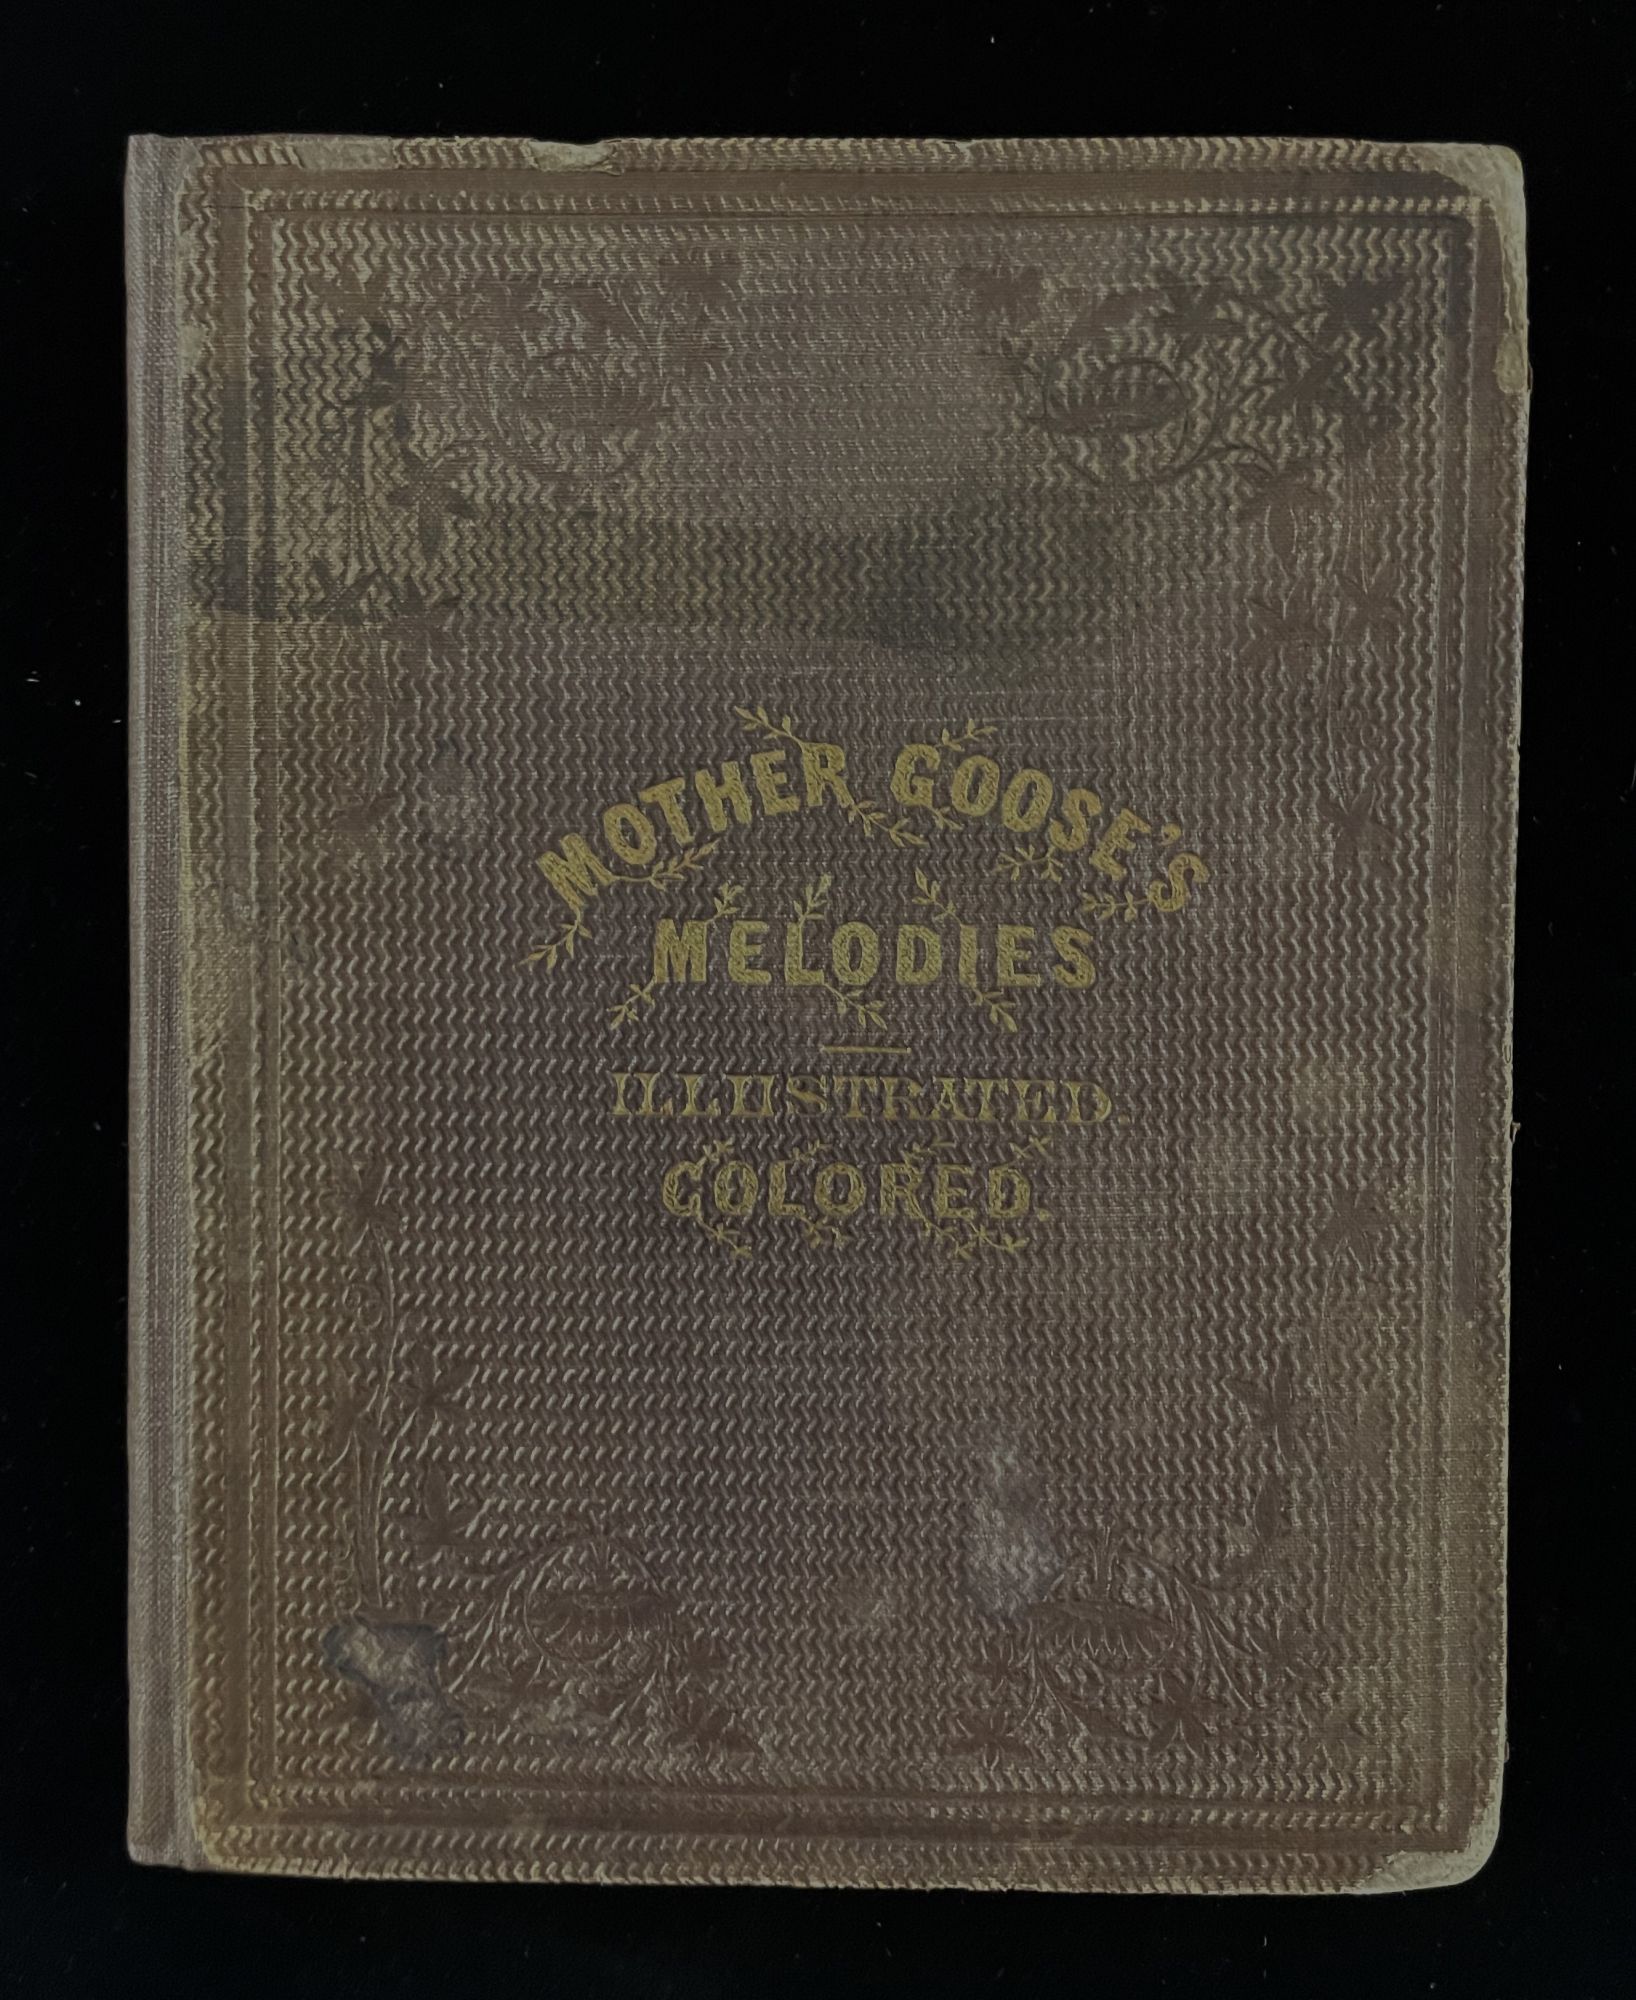 MOTHER GOOSE'S
MELODIES
ILLUSTRATED.
COLORED.